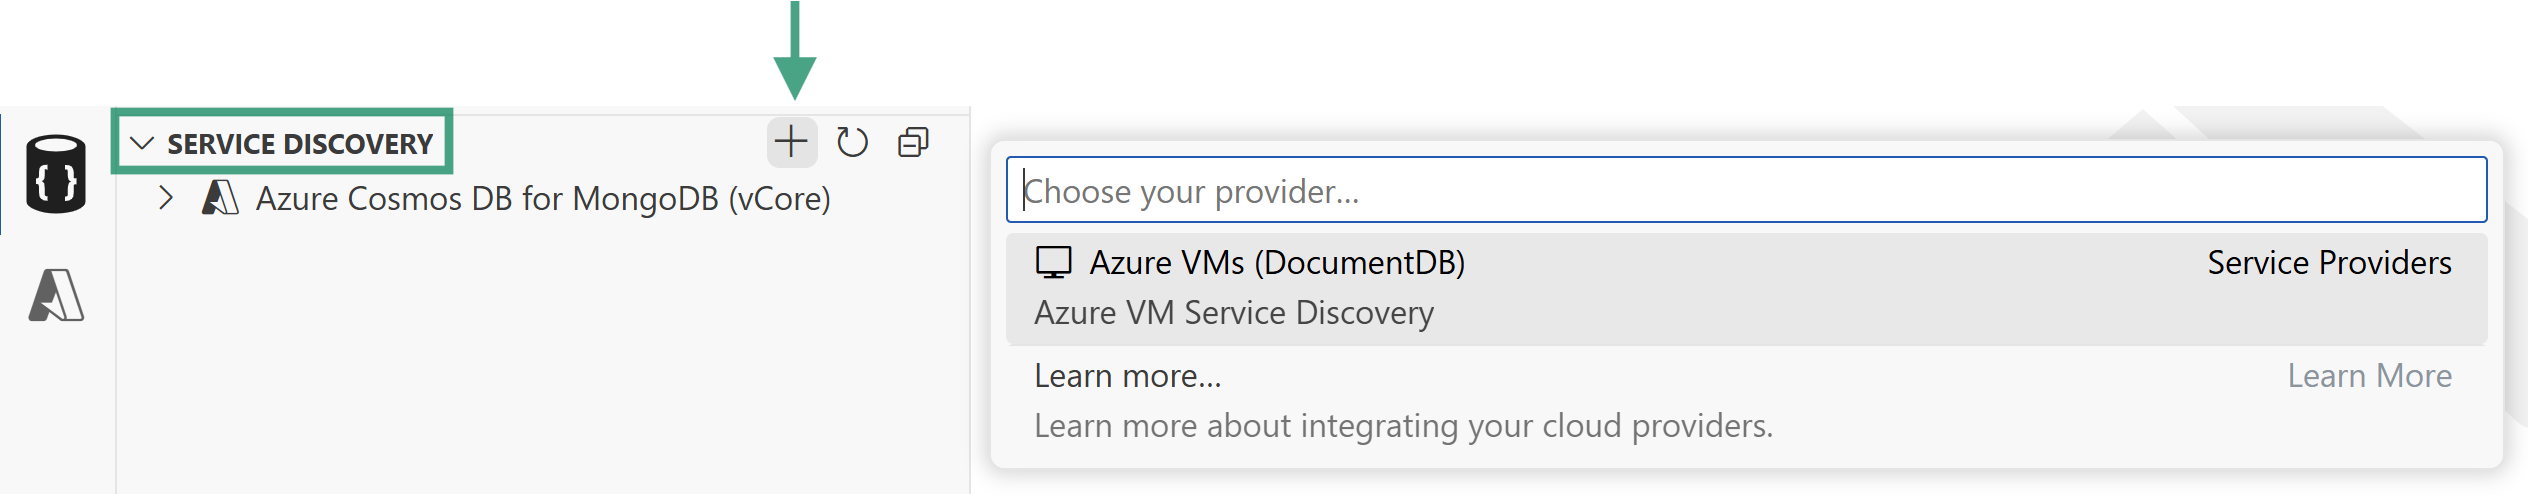 SERVICE DISCOVERY
Azure Cosmos DB for MongoDB (vCore)
Choose your provider...
Azure VMs (DocumentDB)
Service Providers
Azure VM Service Discovery
Learn more...
Learn More
Learn more about integrating your cloud providers.